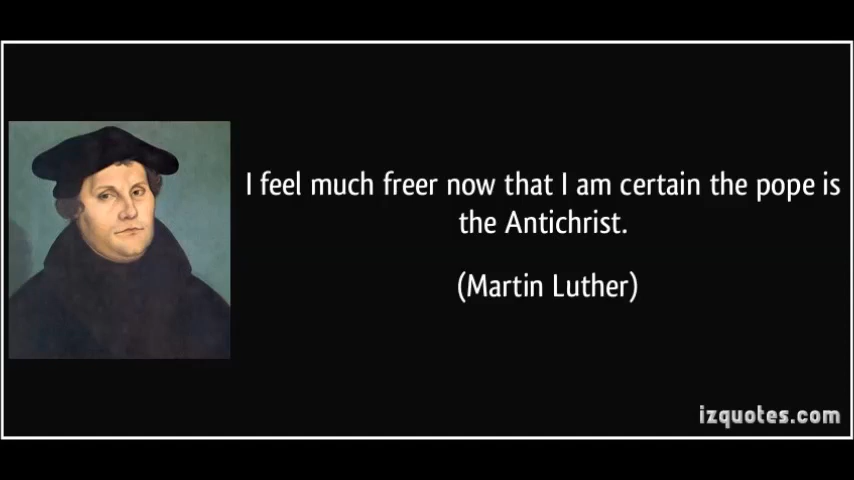 I feel much freer now that I am certain the pope is
the Antichrist.
(Martin Luther)
izquotes.com